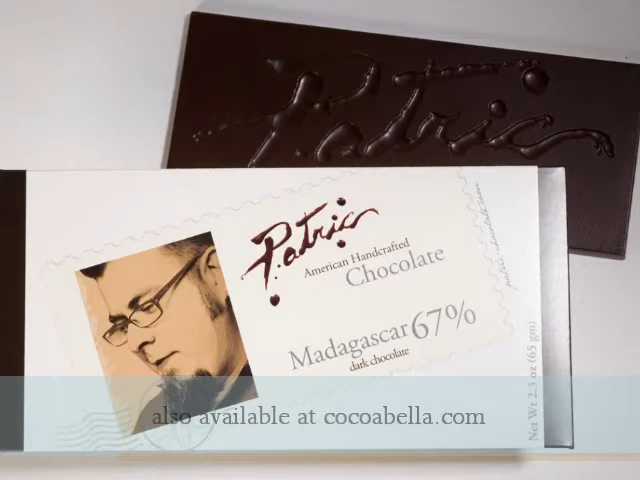 Patric
Patric
American Handcrafted
Chocolate
Madagascar 67%
dark chocolate
Net Wt 2.3 oz (65 gm)
also available at cocoabella.com